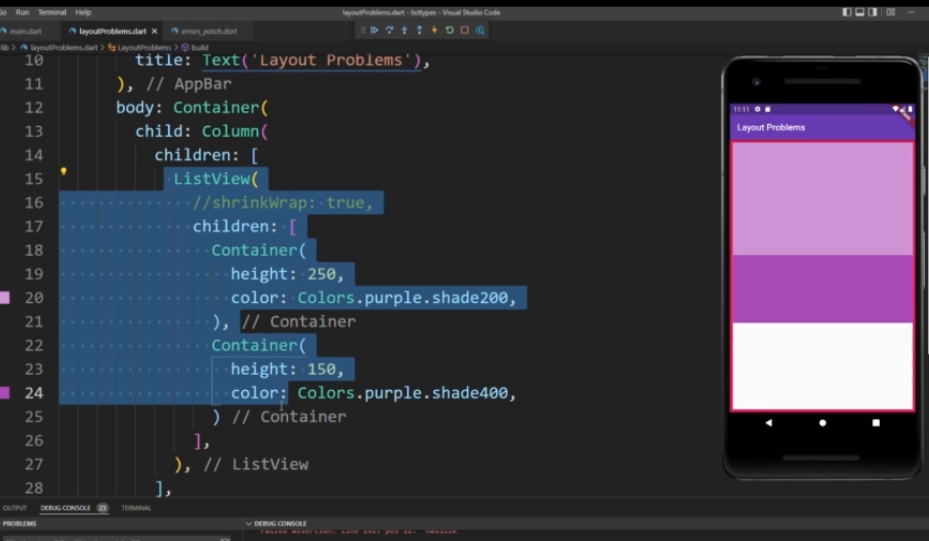 Go Run Terminal Help
layoutProblems.dart - listtypes - Visual Studio Code
main.dart layoutProblems.dart errors_patch.dart
lib > layoutProblems.dart > LayoutProblems > build
10 title: Text('Layout Problems'),
11 ), // AppBar
12 body: Container(
13 child: Column(
14 children: [
15 ListView(
16 //shrinkWrap: true,
17 children: [
18 Container(
19 height: 250,
20 color: Colors.purple.shade200,
21 ), // Container
22 Container(
23 height: 150,
24 color: Colors.purple.shade400,
25 ) // Container
26 ],
27 ), // ListView
28 ],
11:11
Layout Problems
OUTPUT DEBUG CONSOLE 23 TERMINAL
PROBLEMS
DEBUG CONSOLE